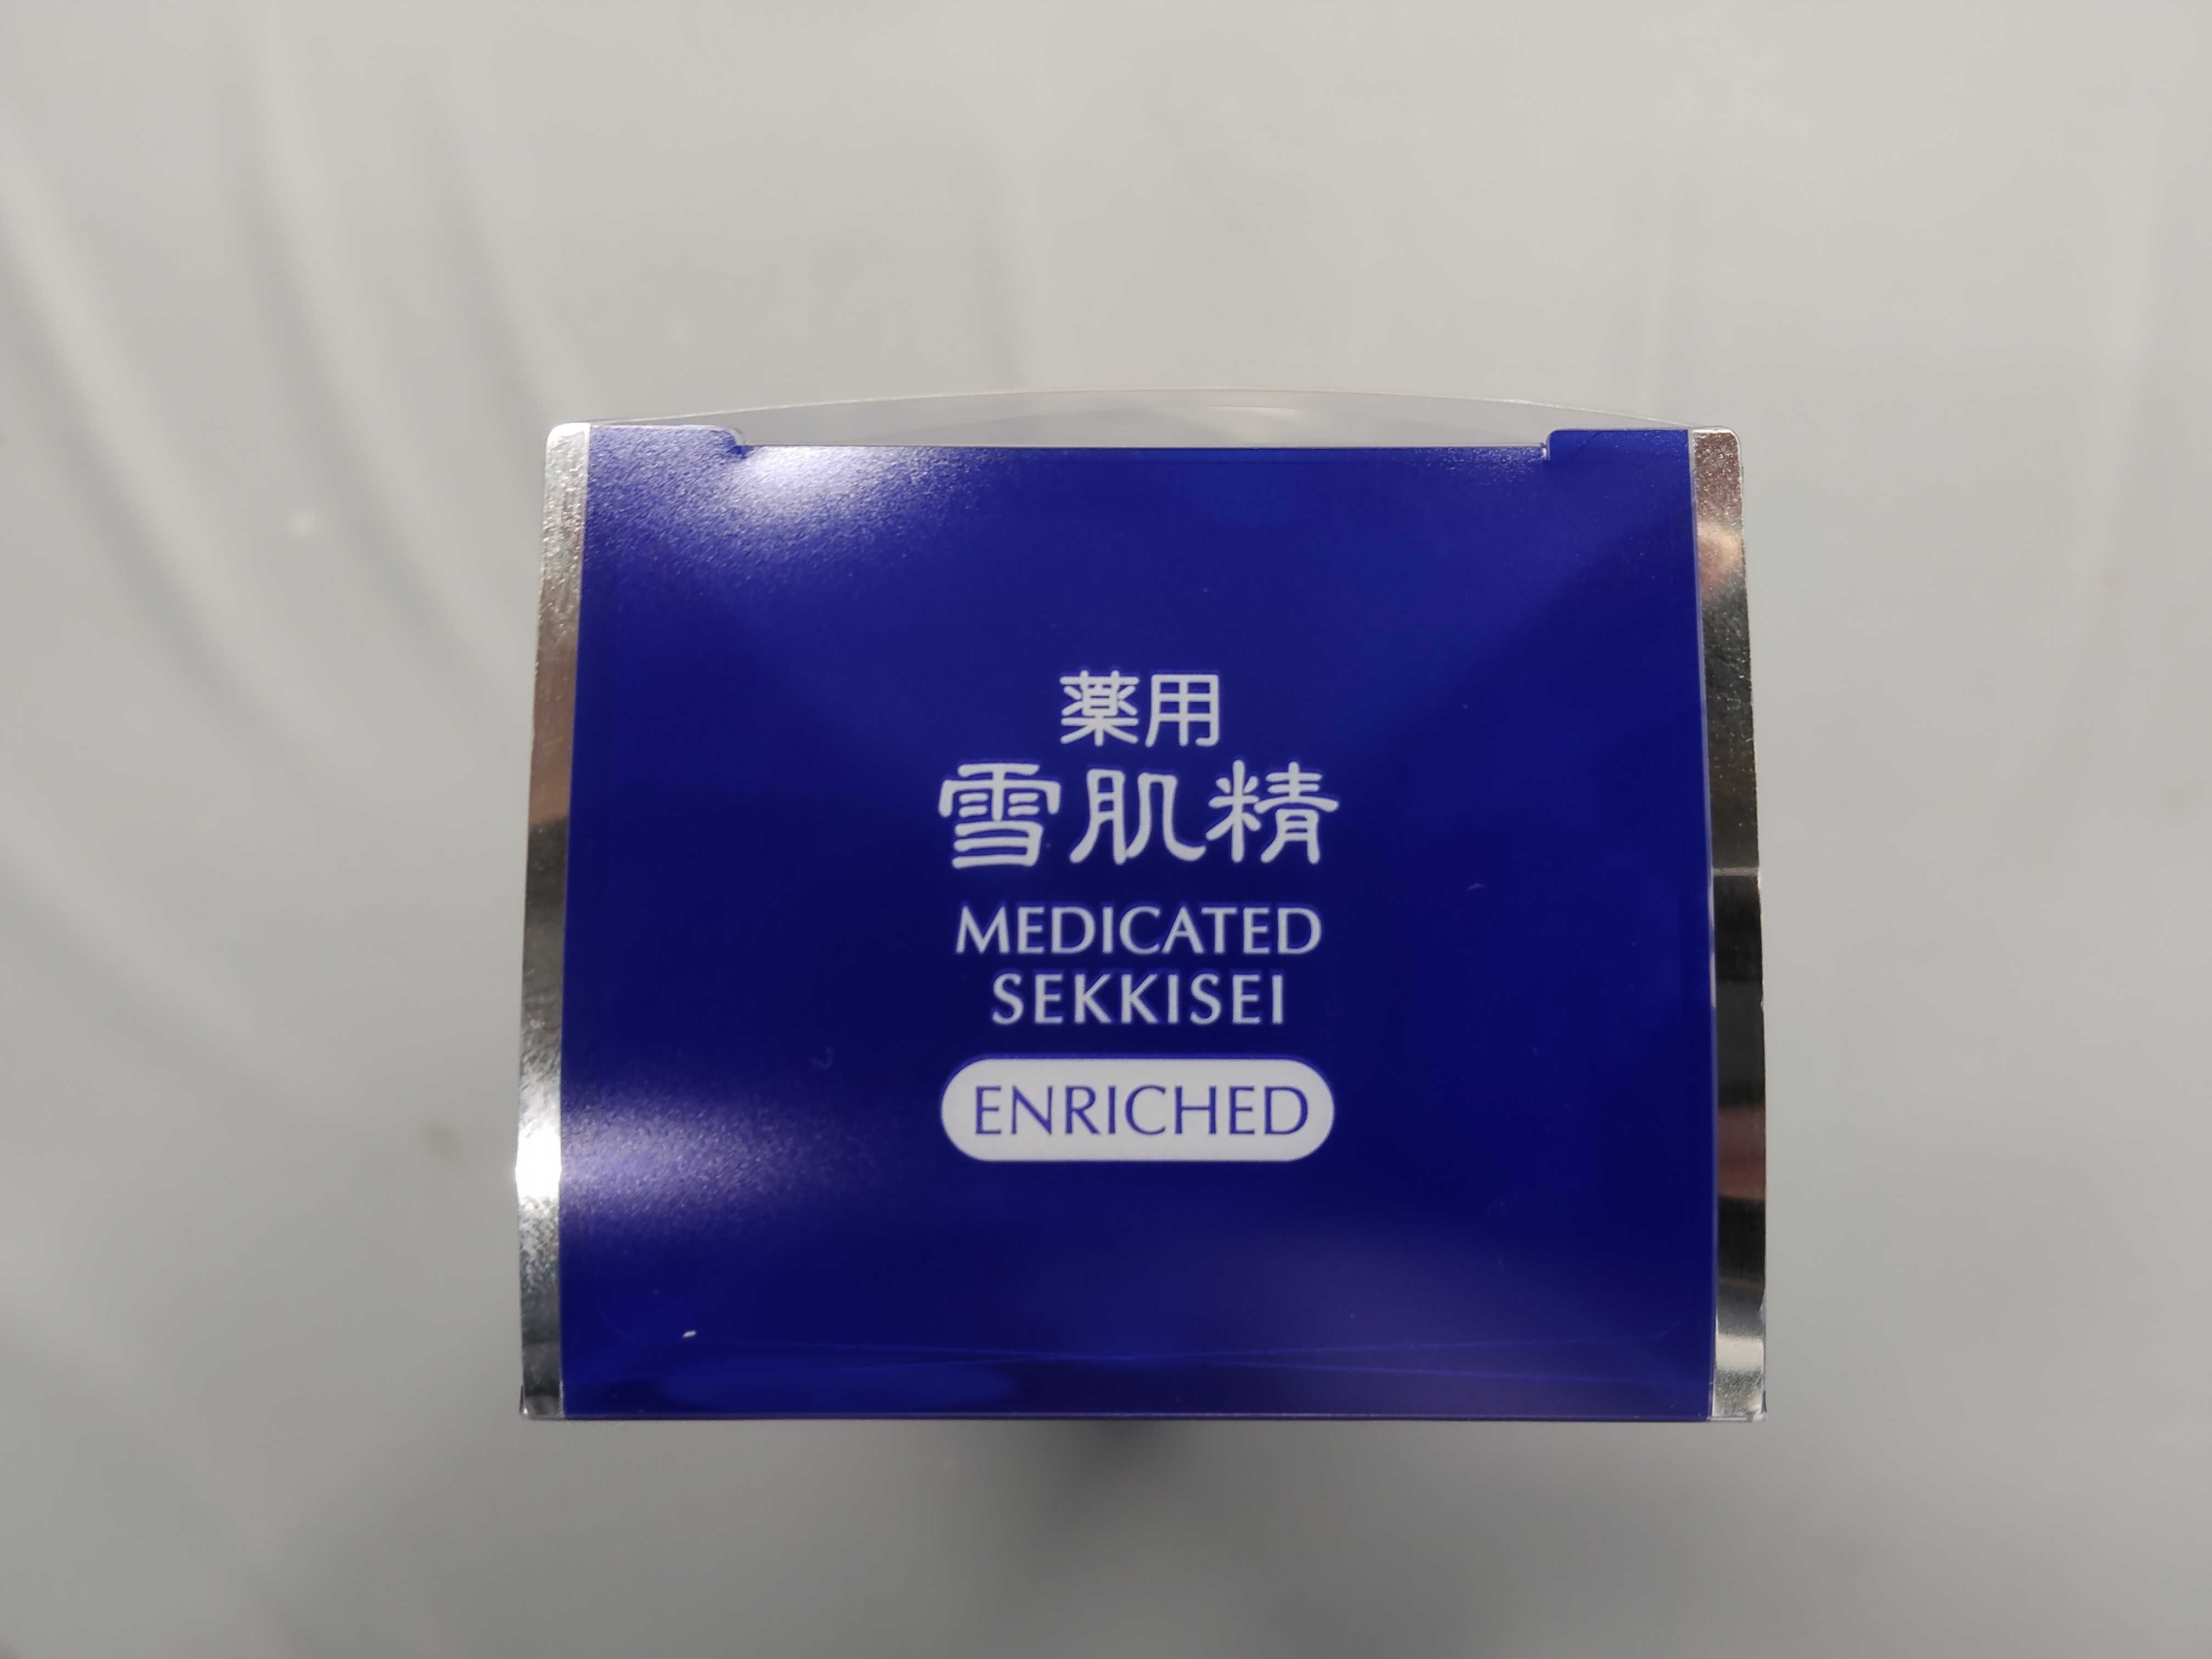 薬用
雪肌精
MEDICATED
SEKKISEI
ENRICHED